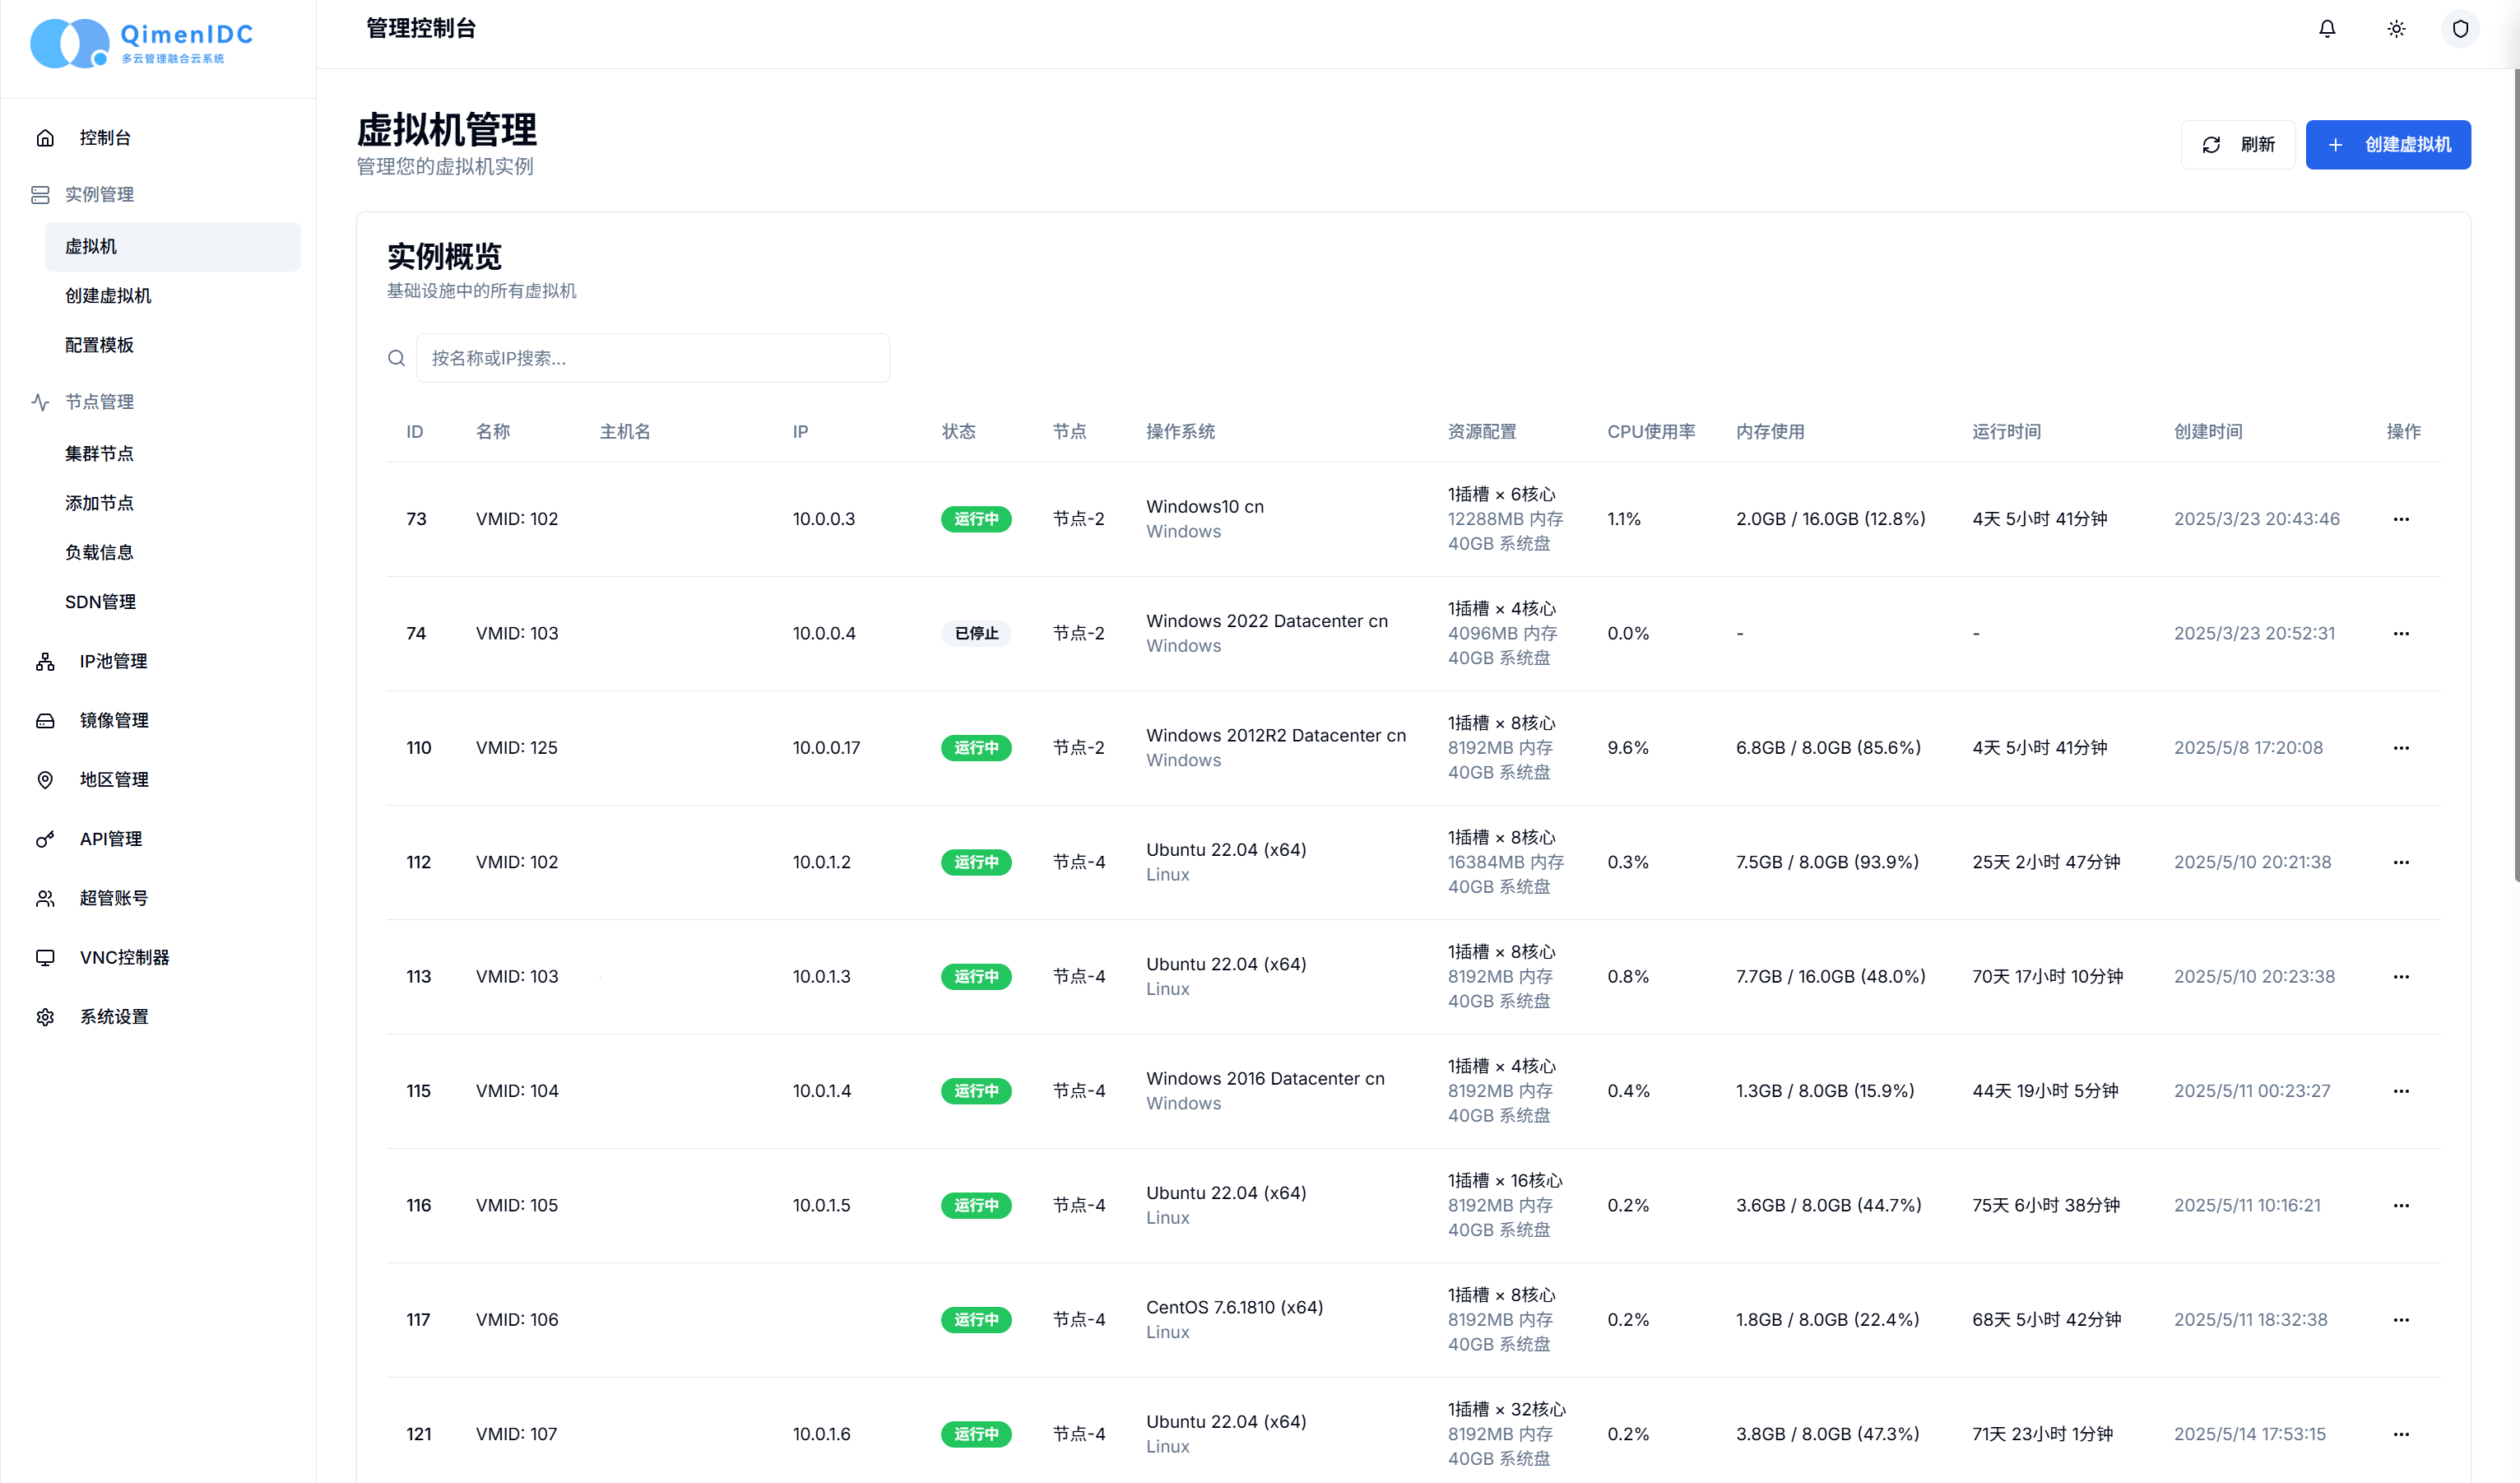 QimenIDC
多云管理融合云系统
管理控制台
控制台
实例管理
虚拟机
创建虚拟机
配置模板
节点管理
集群节点
添加节点
负载信息
SDN管理
IP池管理
镜像管理
地区管理
API管理
超管账号
VNC控制器
系统设置
虚拟机管理
管理您的虚拟机实例
刷新
创建虚拟机
实例概览
基础设施中的所有虚拟机
按名称或IP搜索...
ID 名称 主机名 IP 状态 节点 操作系统 资源配置 CPU使用率 内存使用 运行时间 创建时间 操作
1插槽 × 6核心
Windows10 cn
73 VMID: 102 10.0.0.3 运行中 节点-2 12288MB 内存 1.1% 2.0GB / 16.0GB (12.8%) 4天 5小时 41分钟 2025/3/23 20:43:46
Windows
40GB 系统盘
1插槽 × 4核心
Windows 2022 Datacenter cn
74 VMID: 103 10.0.0.4 已停止 节点-2 4096MB 内存 0.0% - - 2025/3/23 20:52:31
Windows
40GB 系统盘
1插槽 × 8核心
Windows 2012R2 Datacenter cn
110 VMID: 125 10.0.0.17 运行中 节点-2 8192MB 内存 9.6% 6.8GB / 8.0GB (85.6%) 4天 5小时 41分钟 2025/5/8 17:20:08
Windows
40GB 系统盘
1插槽 × 8核心
Ubuntu 22.04 (x64)
112 VMID: 102 10.0.1.2 运行中 节点-4 16384MB 内存 0.3% 7.5GB / 8.0GB (93.9%) 25天 2小时 47分钟 2025/5/10 20:21:38
Linux
40GB 系统盘
1插槽 × 8核心
Ubuntu 22.04 (x64)
113 VMID: 103 10.0.1.3 运行中 节点-4 8192MB 内存 0.8% 7.7GB / 16.0GB (48.0%) 70天 17小时 10分钟 2025/5/10 20:23:38
Linux
40GB 系统盘
1插槽 × 4核心
Windows 2016 Datacenter cn
115 VMID: 104 10.0.1.4 运行中 节点-4 8192MB 内存 0.4% 1.3GB / 8.0GB (15.9%) 44天 19小时 5分钟 2025/5/11 00:23:27
Windows
40GB 系统盘
1插槽 × 16核心
Ubuntu 22.04 (x64)
116 VMID: 105 10.0.1.5 运行中 节点-4 8192MB 内存 0.2% 3.6GB / 8.0GB (44.7%) 75天 6小时 38分钟 2025/5/11 10:16:21
Linux
40GB 系统盘
1插槽 × 8核心
CentOS 7.6.1810 (x64)
117 VMID: 106 运行中 节点-4 8192MB 内存 0.2% 1.8GB / 8.0GB (22.4%) 68天 5小时 42分钟 2025/5/11 18:32:38
Linux
40GB 系统盘
1插槽 × 32核心
Ubuntu 22.04 (x64)
121 VMID: 107 10.0.1.6 运行中 节点-4 8192MB 内存 0.2% 3.8GB / 8.0GB (47.3%) 71天 23小时 1分钟 2025/5/14 17:53:15
Linux
40GB 系统盘